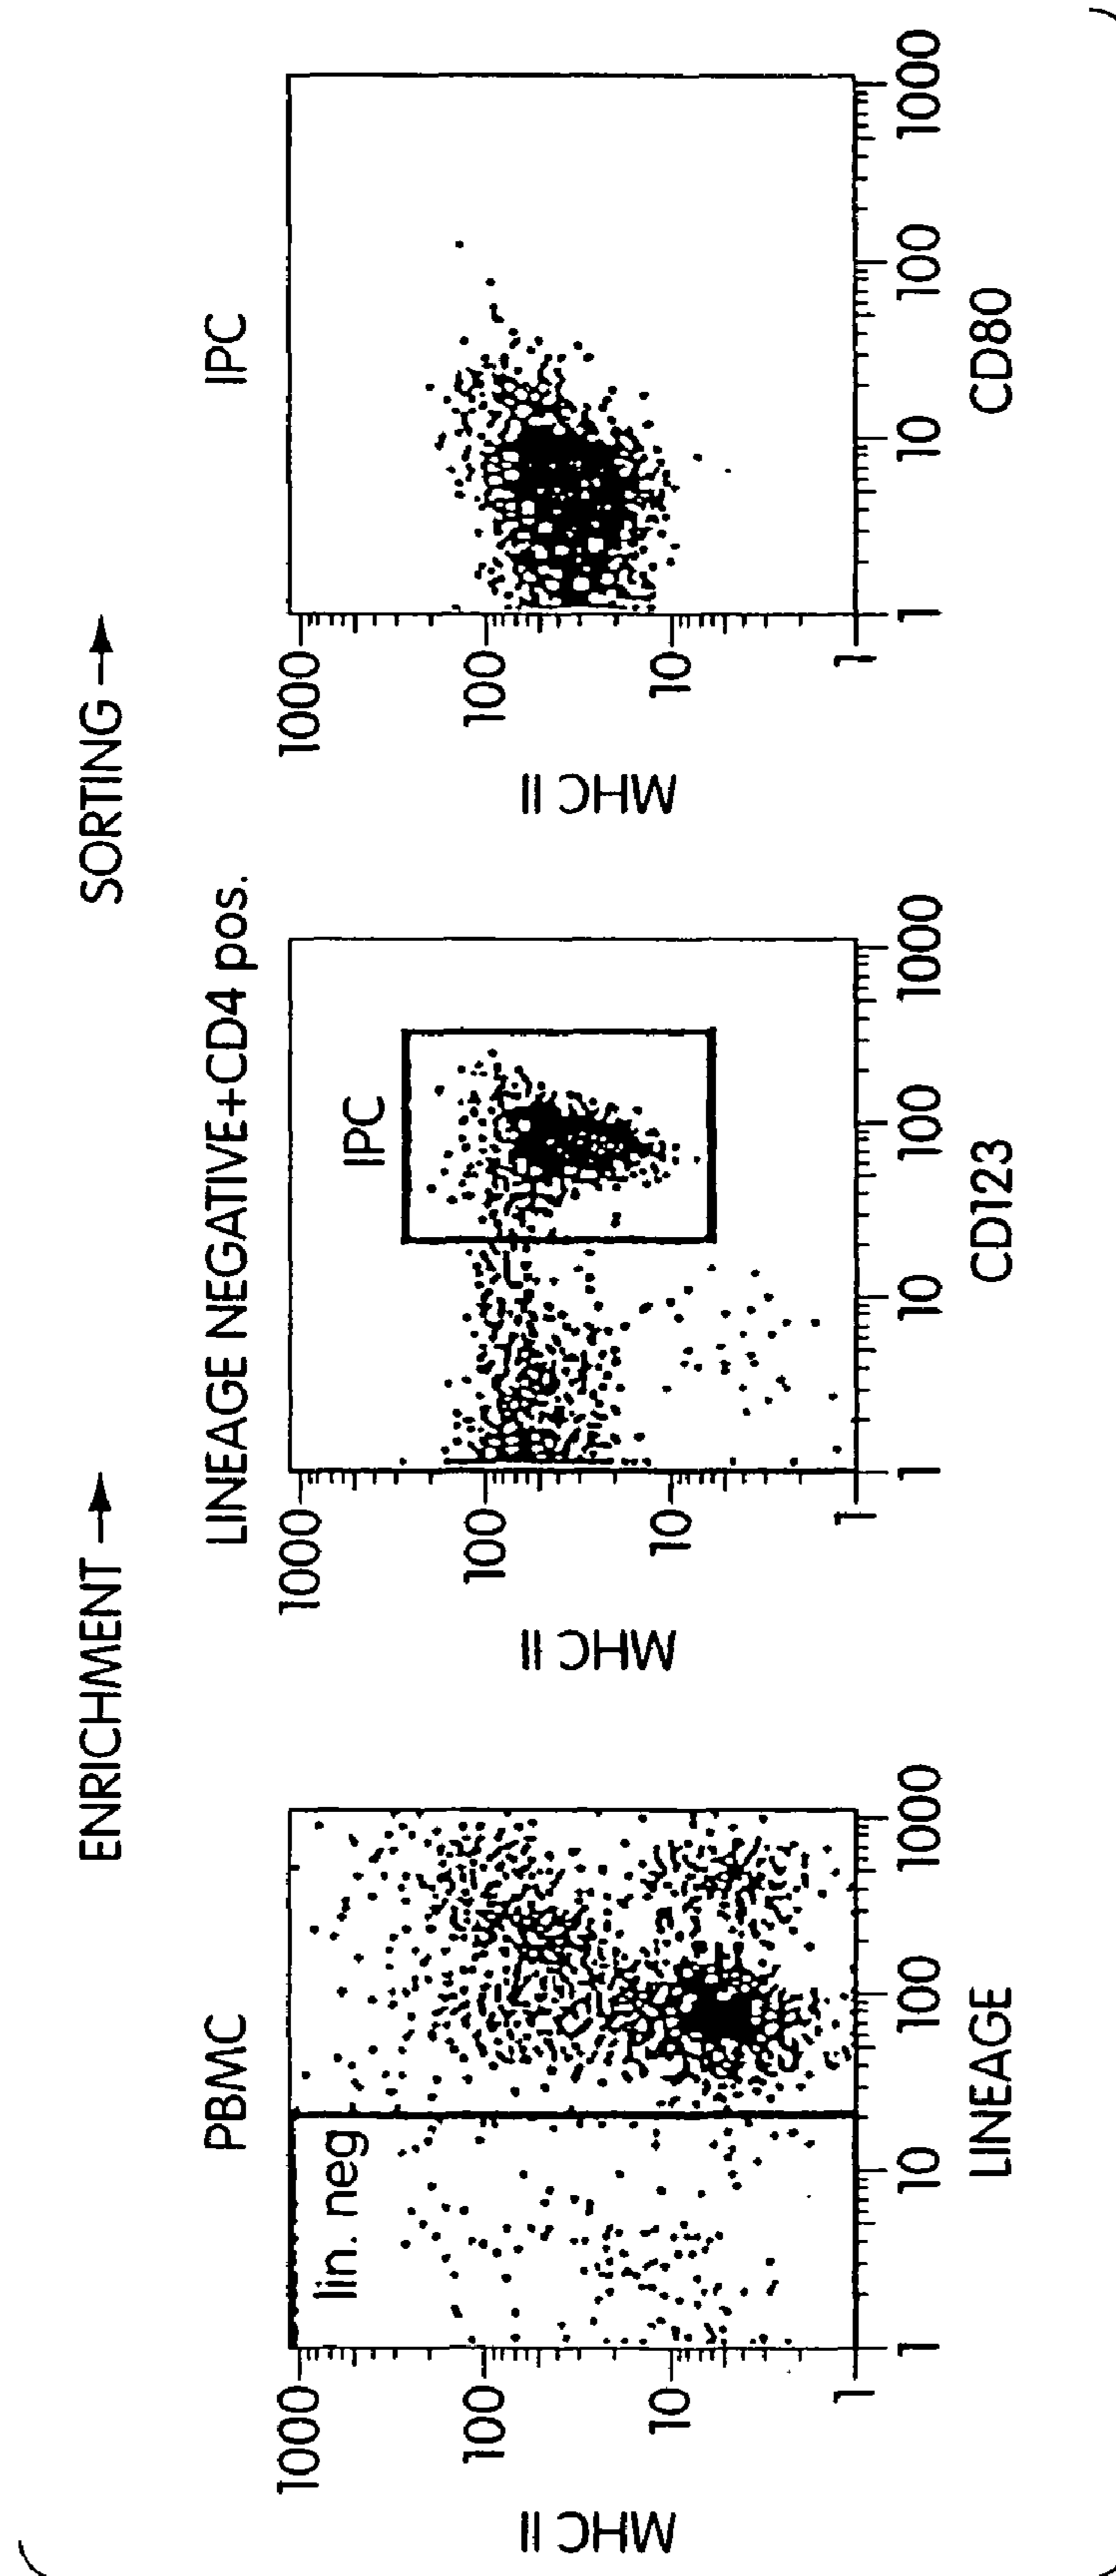 ENRICHMENT →
SORTING →
PBMC
lin. neg
MHC II
1000
100
10
1
1
10
100
1000
LINEAGE
LINEAGE NEGATIVE+CD4 pos.
IPC
MHC II
1000
100
10
1
1
10
100
1000
CD123
IPC
MHC II
1000
100
10
1
1
10
100
1000
CD80